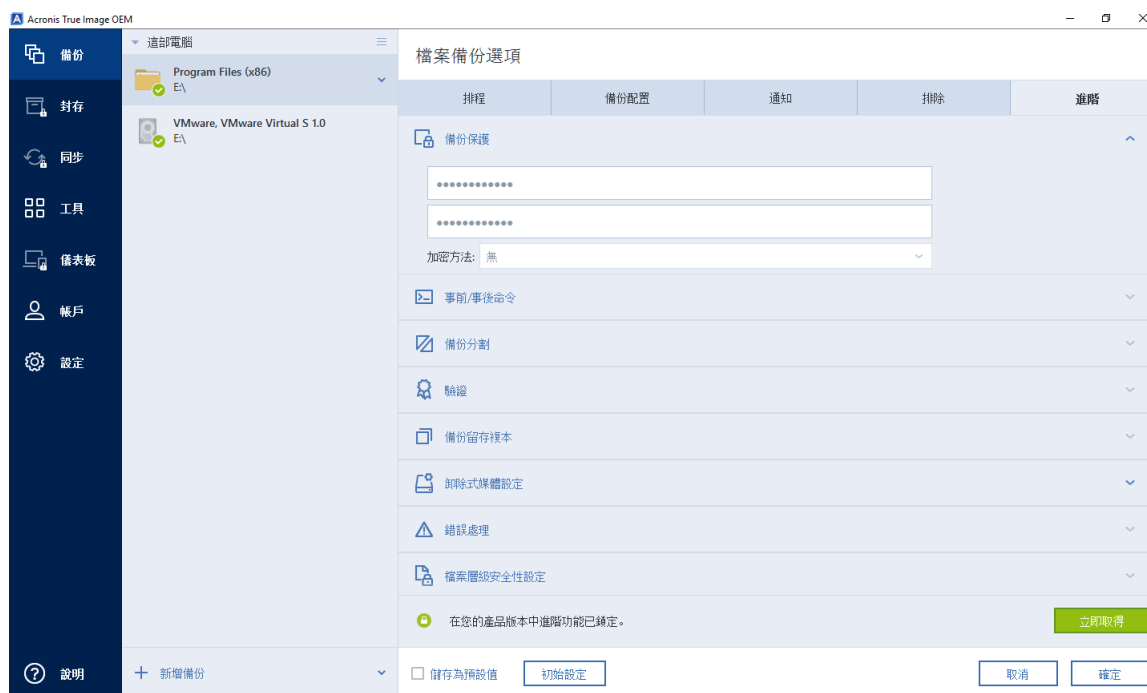 Acronis True Image OEM
備份
封存
同步
工具
儀表板
帳戶
設定
說明
這部電腦
Program Files (x86)
E:\
VMware, VMware Virtual S 1.0
E:\
新增備份
檔案備份選項
排程
備份配置
通知
排除
進階
備份保護
••••••••••••
••••••••••••
加密方法: 無
事前/事後命令
備份分割
驗證
備份留存複本
卸除式媒體設定
錯誤處理
檔案層級安全性設定
在您的產品版本中進階功能已鎖定。
立即取得
儲存為預設值
初始設定
取消
確定